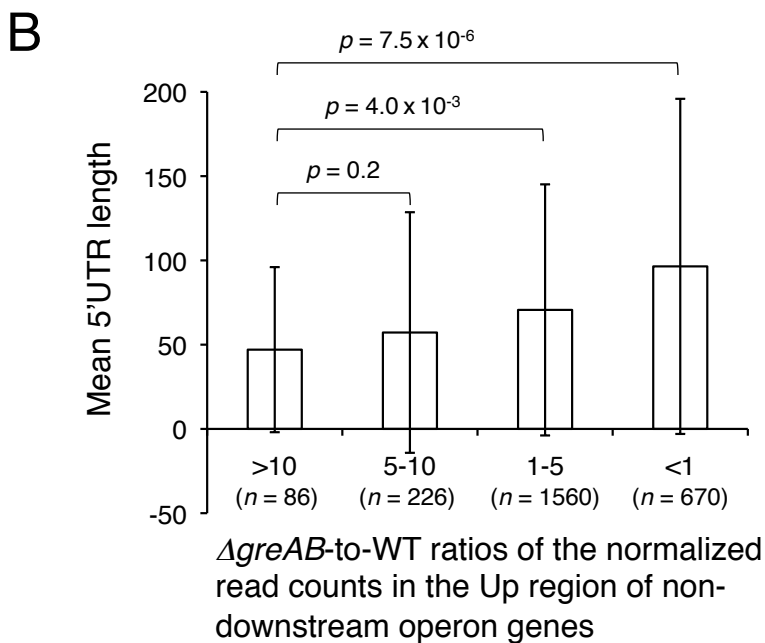 B
p = 7.5 x 10-6
p = 4.0 x 10-3
p = 0.2
Mean 5'UTR length
200
150
100
50
0
-50
>10 5-10 1-5 <1
(n = 86) (n = 226) (n = 1560) (n = 670)
ΔgreAB-to-WT ratios of the normalized
read counts in the Up region of non-
downstream operon genes